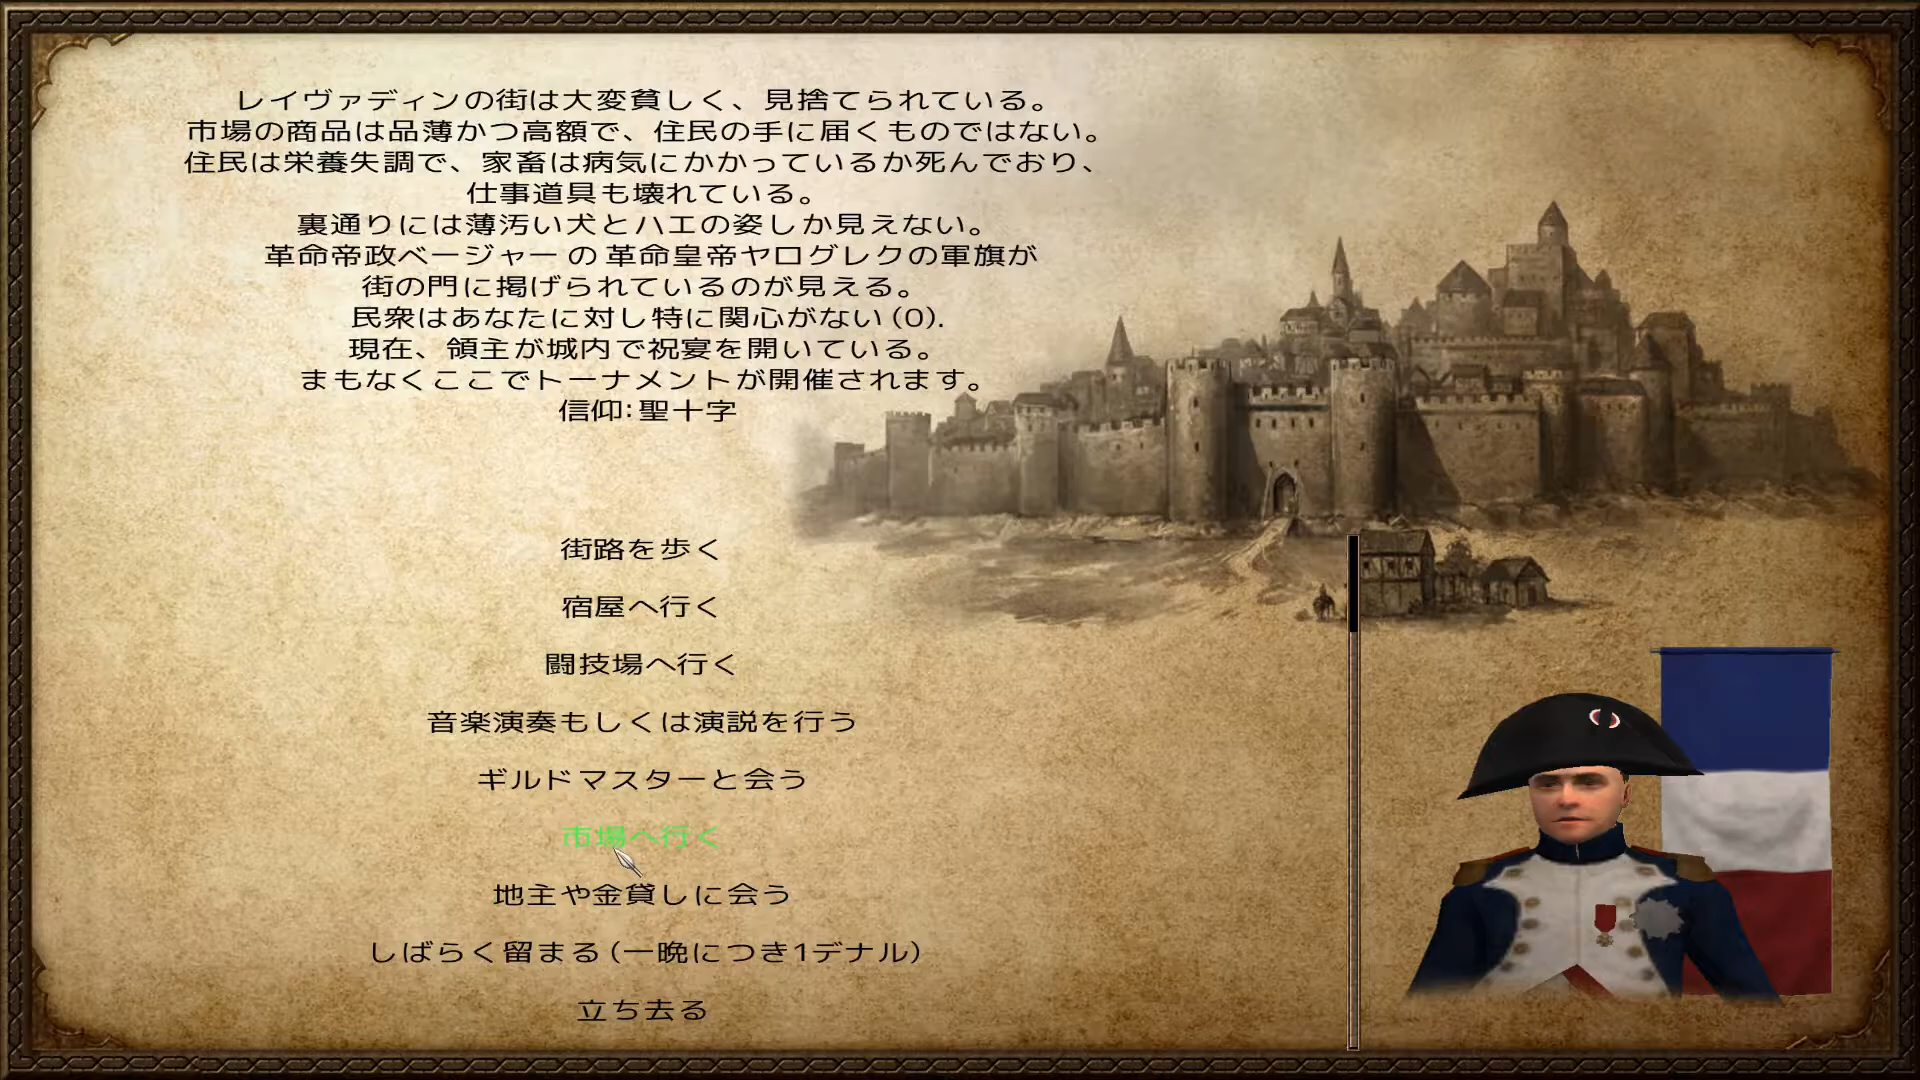 レイヴァディンの街は大変貧しく、見捨てられている。
市場の商品は品薄かつ高額で、住民の手に届くものではない。
住民は栄養失調で、家畜は病気にかかっているか死んでおり、
仕事道具も壊れている。
裏通りには薄汚い犬とハエの姿しか見えない。
革命帝政ベージャー の 革命皇帝ヤログレクの軍旗が
街の門に掲げられているのが見える。
民衆はあなたに対し特に関心がない (0).
現在、領主が城内で祝宴を開いている。
まもなくここでトーナメントが開催されます。
信仰: 聖十字
街路を歩く
宿屋へ行く
闘技場へ行く
音楽演奏もしくは演説を行う
ギルドマスターと会う
市場へ行く
地主や金貸しに会う
しばらく留まる (一晩につき1デナル)
立ち去る